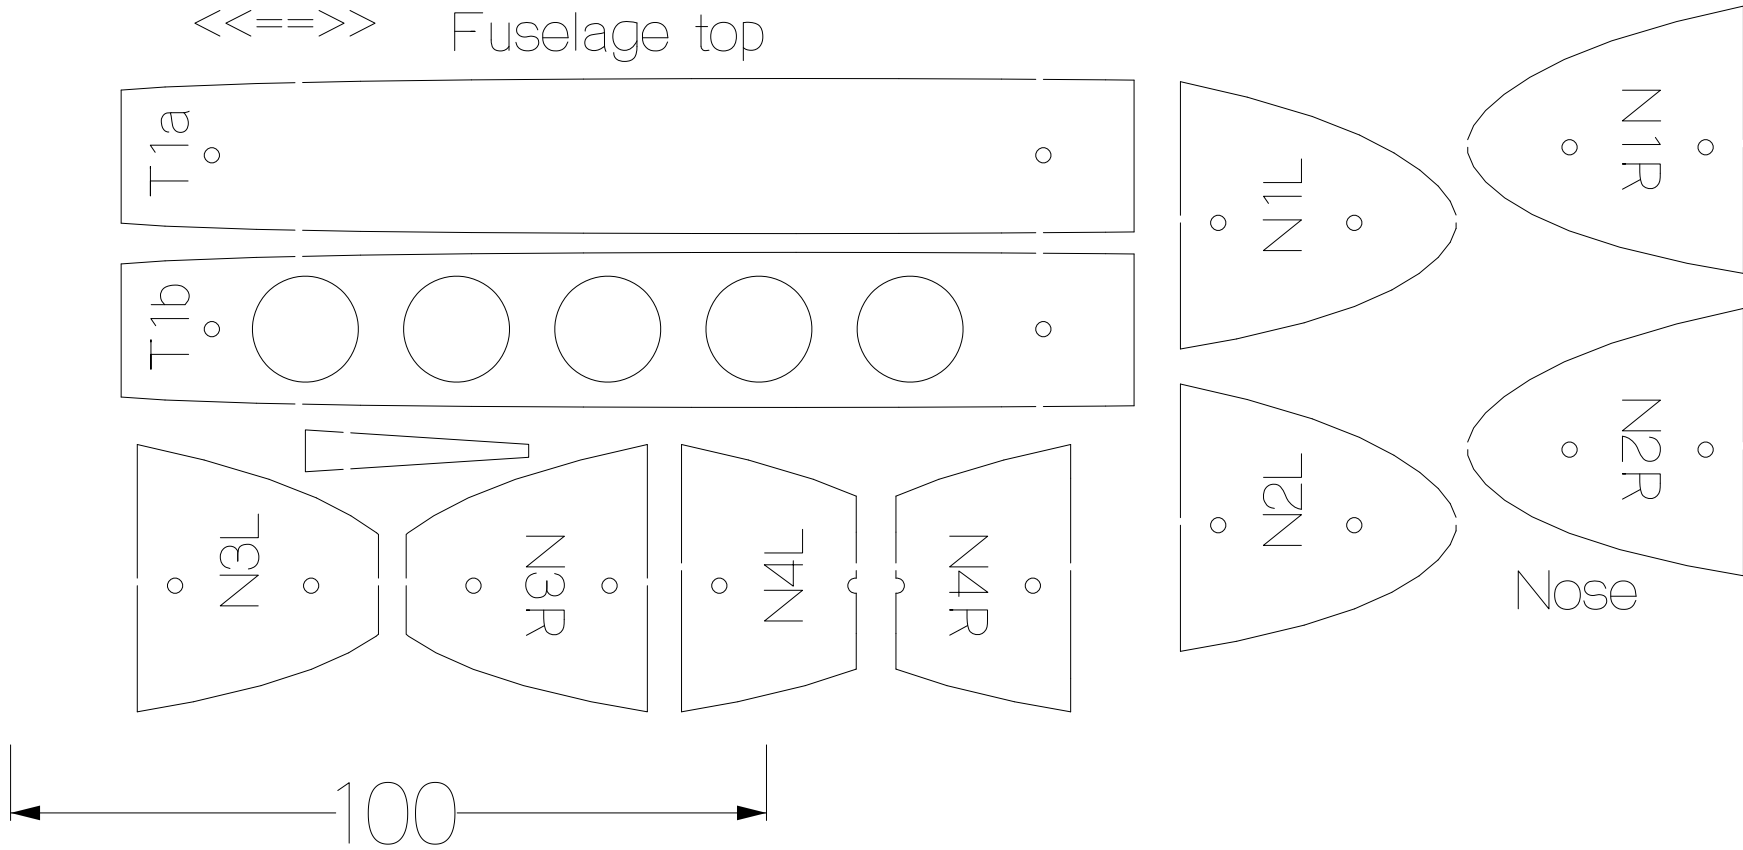 <<==>> Fuselage top
T1a
T1b
N1L
N1R
N2L
N2R
N3L
N3R
N4L
N4R
Nose
100